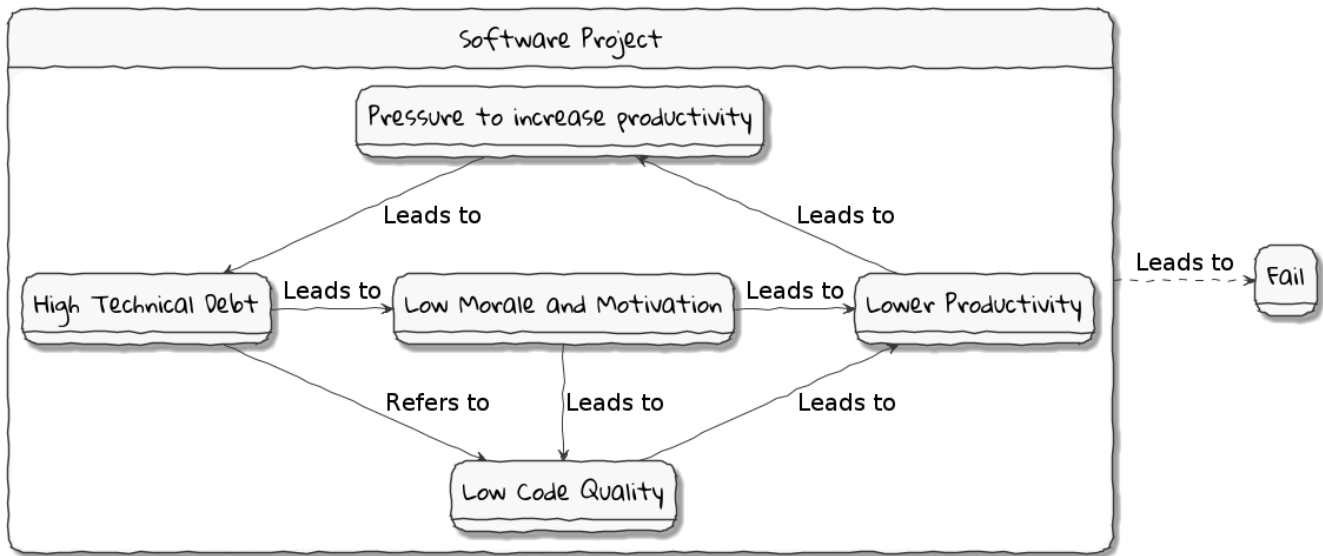 Software Project
Pressure to increase productivity
Leads to
Leads to
High Technical Debt
Leads to
Low Morale and Motivation
Leads to
Lower Productivity
Leads to
Fail
Refers to
Leads to
Leads to
Low Code Quality